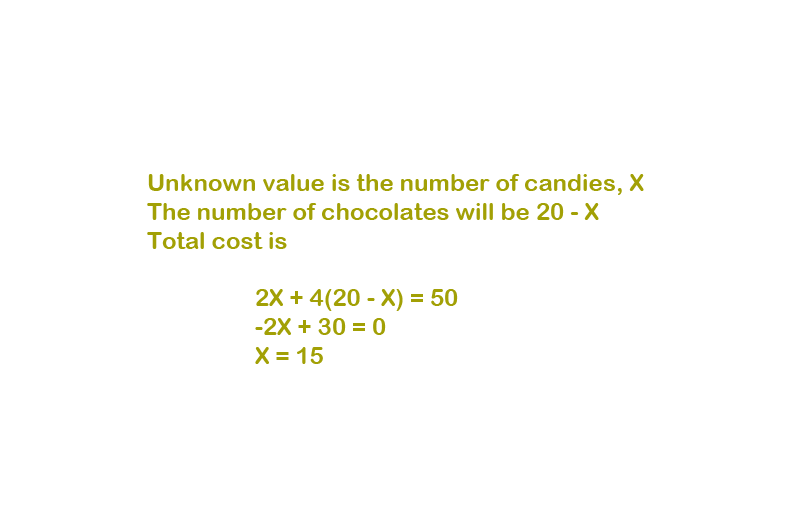 Unknown value is the number of candies, X
The number of chocolates will be 20 - X
Total cost is
2X + 4(20 - X) = 50
-2X + 30 = 0
X = 15